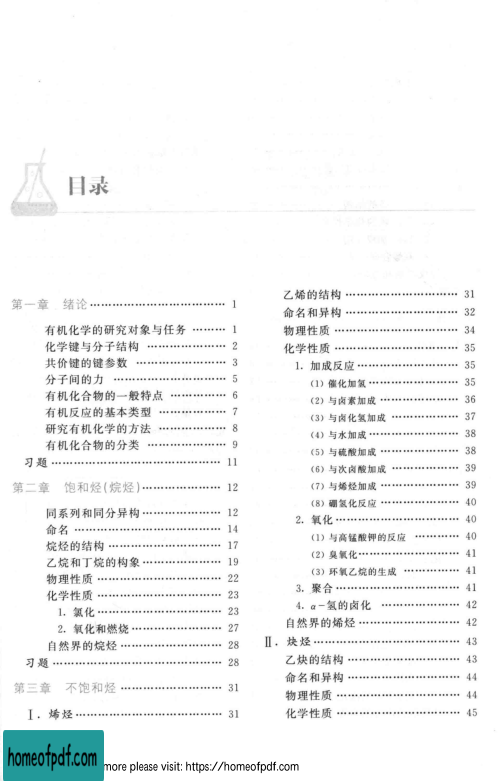 目录
第一章 绪论 …… 1
有机化学的研究对象与任务 …… 1
化学键与分子结构 …… 2
共价键的键参数 …… 3
分子间的力 …… 5
有机化合物的一般特点 …… 6
有机反应的基本类型 …… 7
研究有机化学的方法 …… 8
有机化合物的分类 …… 9
习题 …… 11
第二章 饱和烃(烷烃) …… 12
同系列和同分异构 …… 12
命名 …… 14
烷烃的结构 …… 17
乙烷和丁烷的构象 …… 19
物理性质 …… 22
化学性质 …… 23
1. 氯化 …… 23
2. 氧化和燃烧 …… 27
自然界的烷烃 …… 28
习题 …… 28
第三章 不饱和烃 …… 31
Ⅰ. 烯烃 …… 31
乙烯的结构 …… 31
命名和异构 …… 32
物理性质 …… 34
化学性质 …… 35
1. 加成反应 …… 35
(1) 催化加氢 …… 35
(2) 与卤素加成 …… 36
(3) 与卤化氢加成 …… 37
(4) 与水加成 …… 38
(5) 与硫酸加成 …… 38
(6) 与次卤酸加成 …… 39
(7) 与烯烃加成 …… 39
(8) 硼氢化反应 …… 40
2. 氧化 …… 40
(1) 与高锰酸钾的反应 …… 40
(2) 臭氧化 …… 41
(3) 环氧乙烷的生成 …… 41
3. 聚合 …… 41
4. α-氢的卤化 …… 42
自然界的烯烃 …… 42
Ⅱ. 炔烃 …… 43
乙炔的结构 …… 43
命名和异构 …… 44
物理性质 …… 44
化学性质 …… 45
homeofpdf.com
more please visit: https://homeofpdf.com